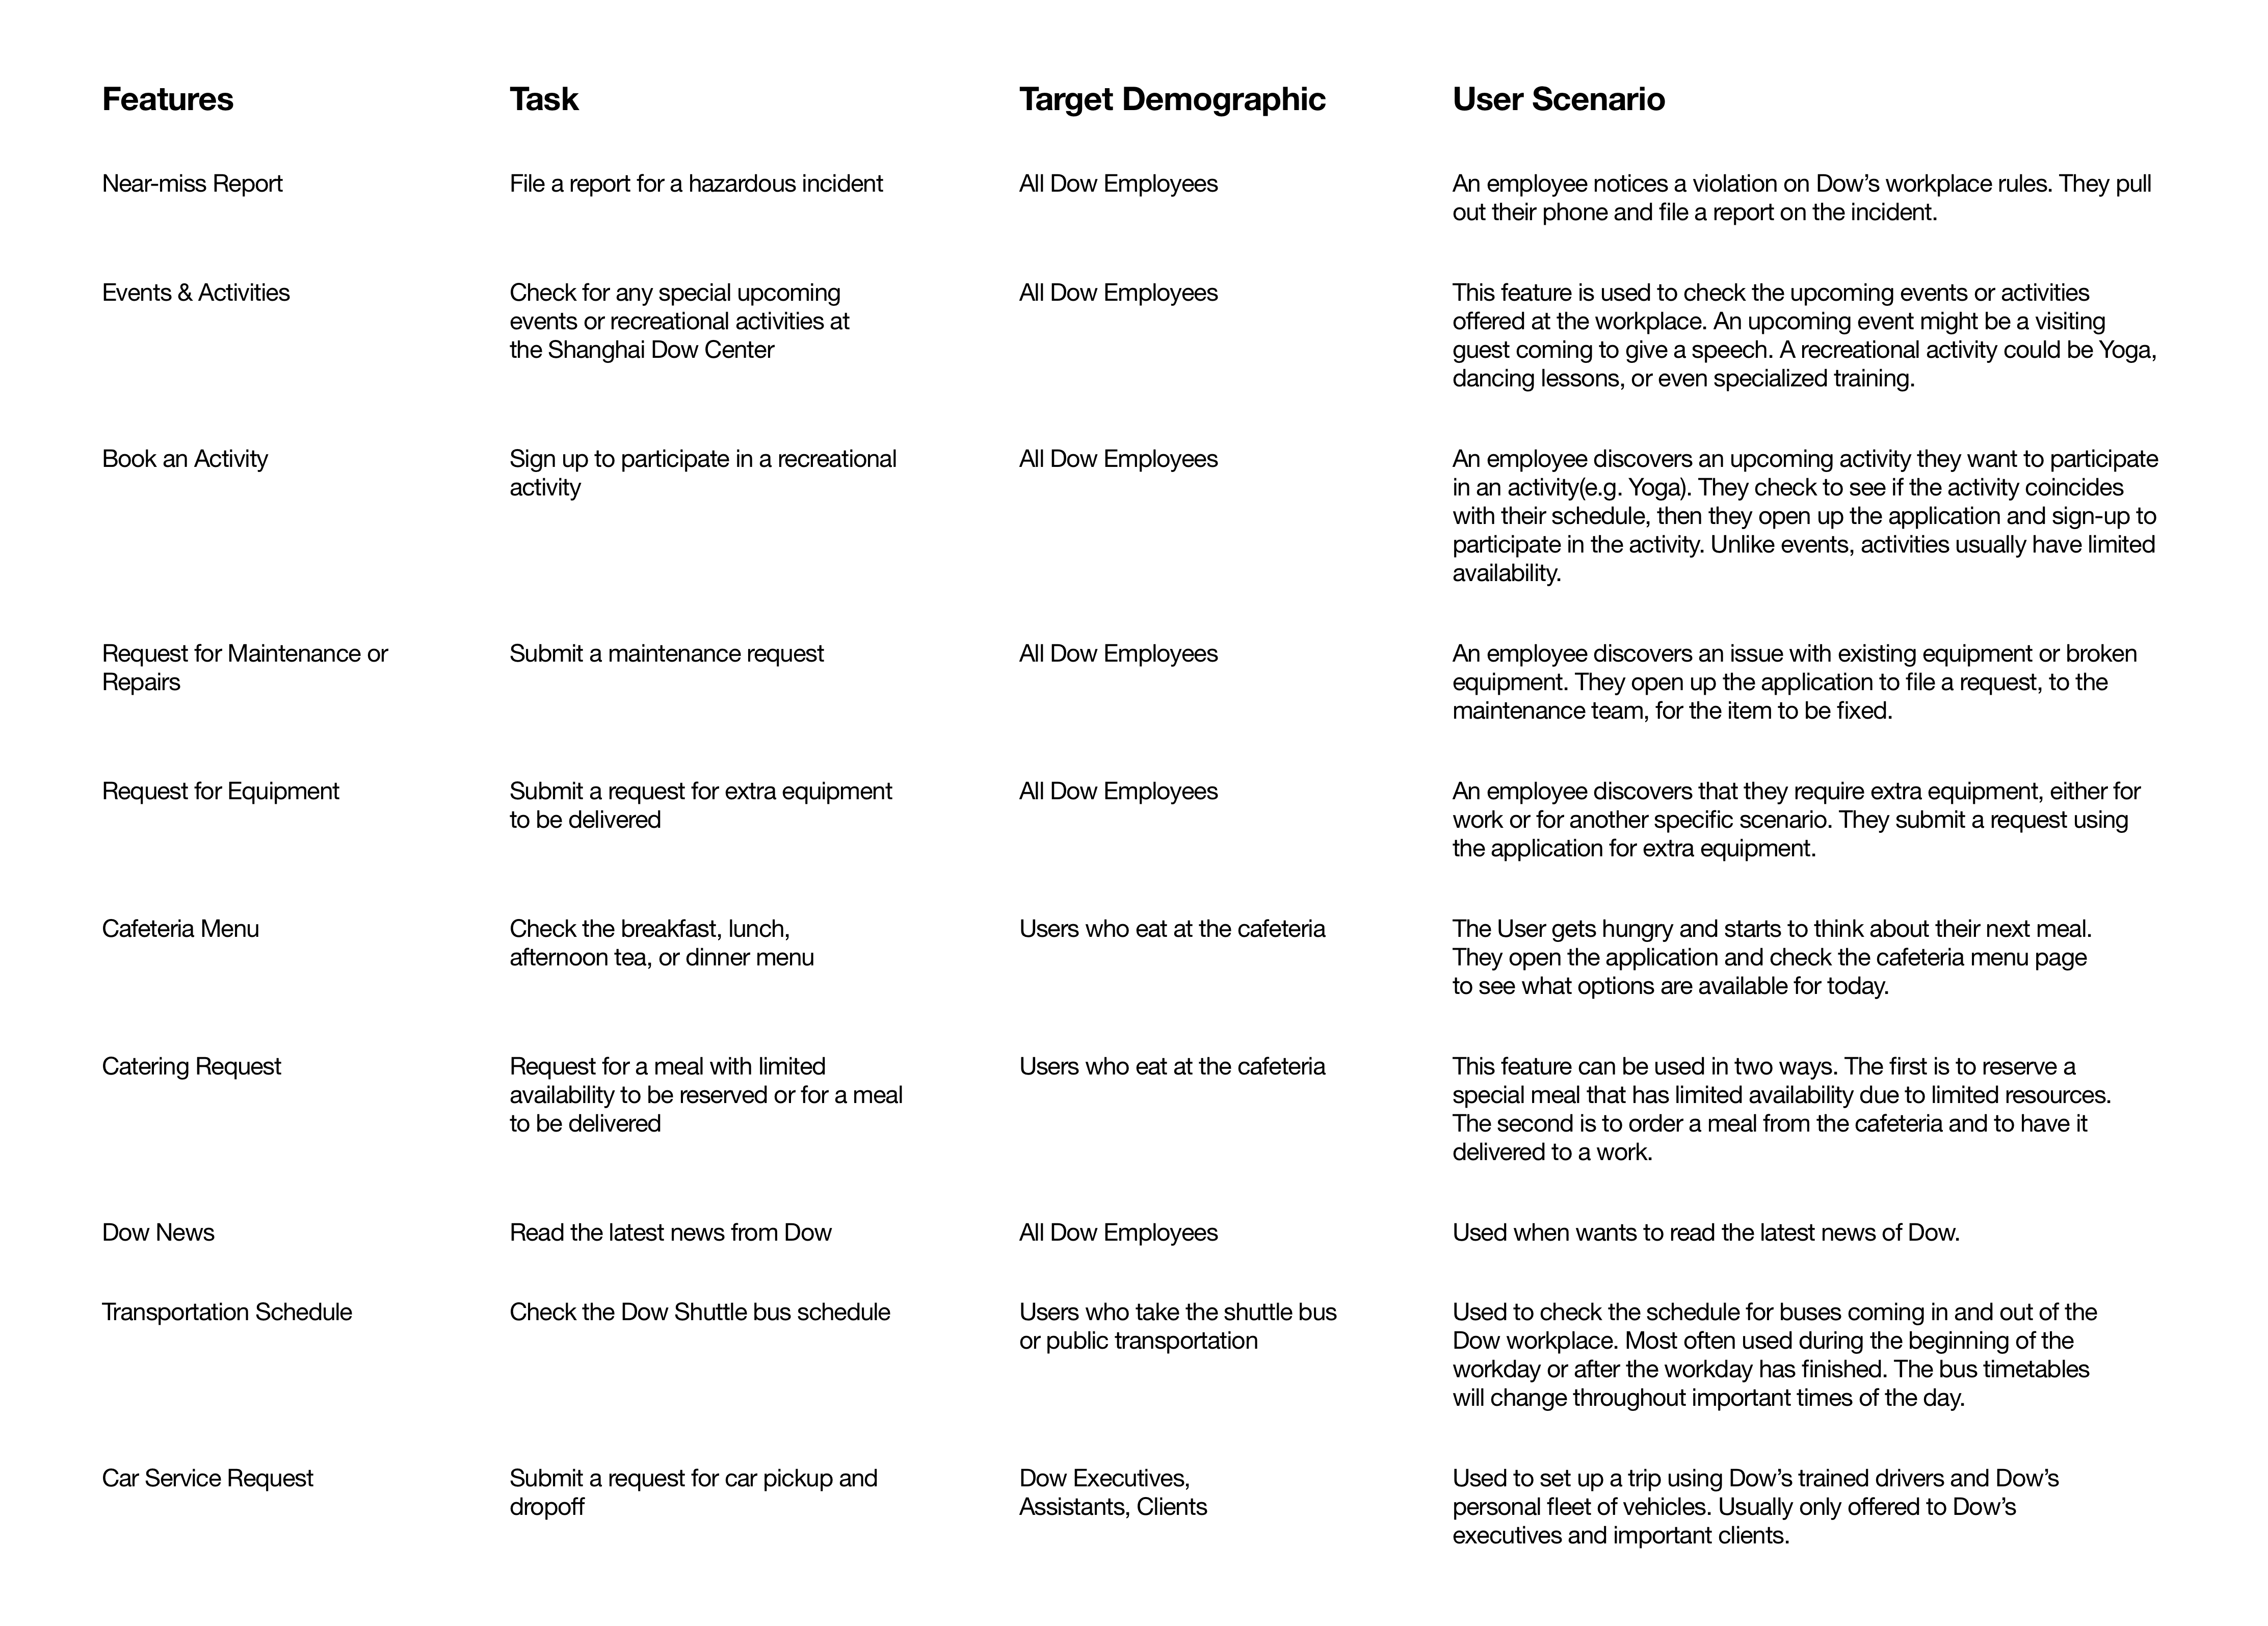 Features
Task
Target Demographic
User Scenario
Near-miss Report
File a report for a hazardous incident
All Dow Employees
An employee notices a violation on Dow’s workplace rules. They pull
out their phone and file a report on the incident.
Events & Activities
Check for any special upcoming
events or recreational activities at
the Shanghai Dow Center
All Dow Employees
This feature is used to check the upcoming events or activities
offered at the workplace. An upcoming event might be a visiting
guest coming to give a speech. A recreational activity could be Yoga,
dancing lessons, or even specialized training.
Book an Activity
Sign up to participate in a recreational
activity
All Dow Employees
An employee discovers an upcoming activity they want to participate
in an activity(e.g. Yoga). They check to see if the activity coincides
with their schedule, then they open up the application and sign-up to
participate in the activity. Unlike events, activities usually have limited
availability.
Request for Maintenance or
Repairs
Submit a maintenance request
All Dow Employees
An employee discovers an issue with existing equipment or broken
equipment. They open up the application to file a request, to the
maintenance team, for the item to be fixed.
Request for Equipment
Submit a request for extra equipment
to be delivered
All Dow Employees
An employee discovers that they require extra equipment, either for
work or for another specific scenario. They submit a request using
the application for extra equipment.
Cafeteria Menu
Check the breakfast, lunch,
afternoon tea, or dinner menu
Users who eat at the cafeteria
The User gets hungry and starts to think about their next meal.
They open the application and check the cafeteria menu page
to see what options are available for today.
Catering Request
Request for a meal with limited
availability to be reserved or for a meal
to be delivered
Users who eat at the cafeteria
This feature can be used in two ways. The first is to reserve a
special meal that has limited availability due to limited resources.
The second is to order a meal from the cafeteria and to have it
delivered to a work.
Dow News
Read the latest news from Dow
All Dow Employees
Used when wants to read the latest news of Dow.
Transportation Schedule
Check the Dow Shuttle bus schedule
Users who take the shuttle bus
or public transportation
Used to check the schedule for buses coming in and out of the
Dow workplace. Most often used during the beginning of the
workday or after the workday has finished. The bus timetables
will change throughout important times of the day.
Car Service Request
Submit a request for car pickup and
dropoff
Dow Executives,
Assistants, Clients
Used to set up a trip using Dow’s trained drivers and Dow’s
personal fleet of vehicles. Usually only offered to Dow’s
executives and important clients.